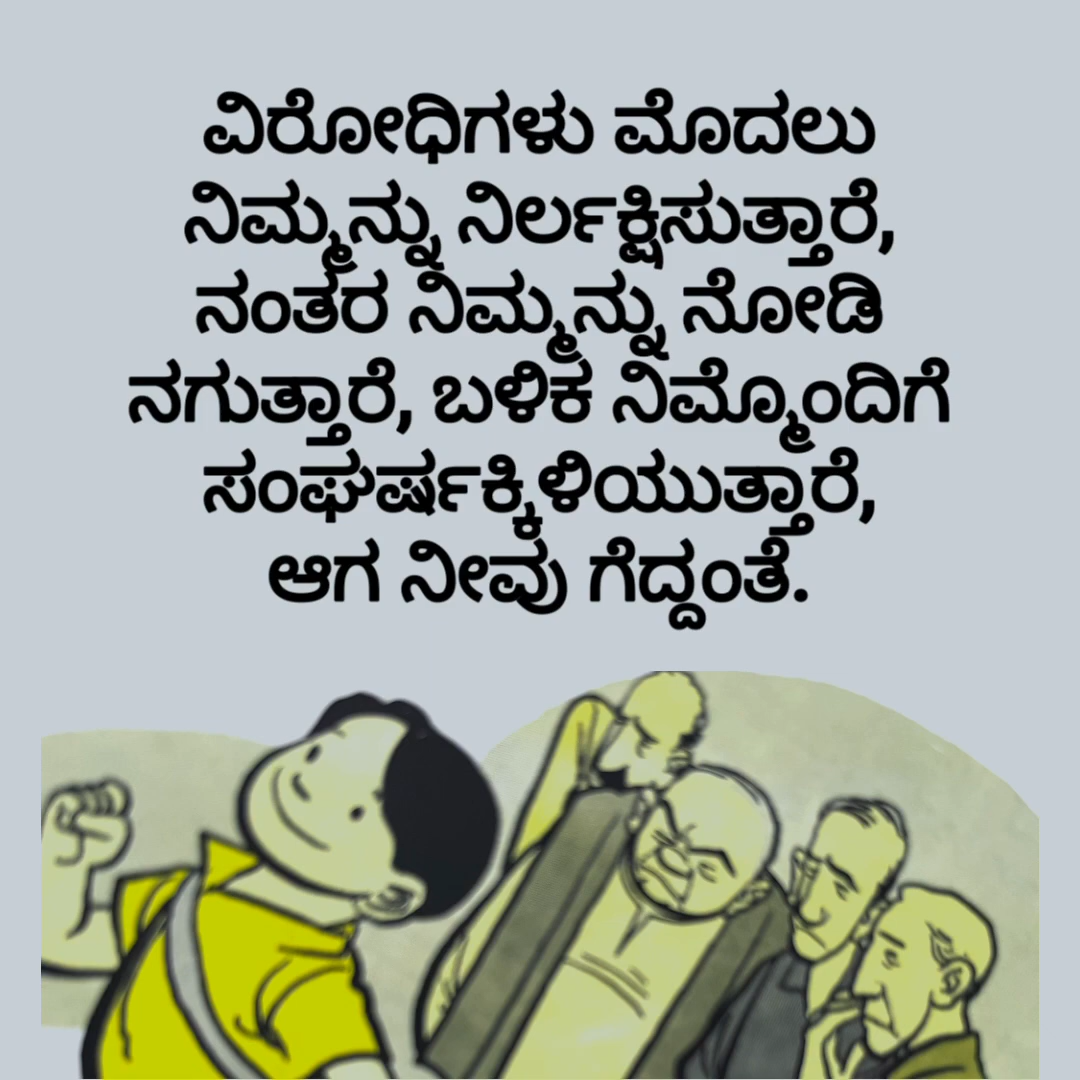 ವಿರೋಧಿಗಳು ಮೊದಲು
ನಿಮ್ಮನ್ನು ನಿರ್ಲಕ್ಷಿಸುತ್ತಾರೆ,
ನಂತರ ನಿಮ್ಮನ್ನು ನೋಡಿ
ನಗುತ್ತಾರೆ, ಬಳಿಕ ನಿಮ್ಮೊಂದಿಗೆ
ಸಂಘರ್ಷಕ್ಕಿಳಿಯುತ್ತಾರೆ,
ಆಗ ನೀವು ಗೆದ್ದಂತೆ.